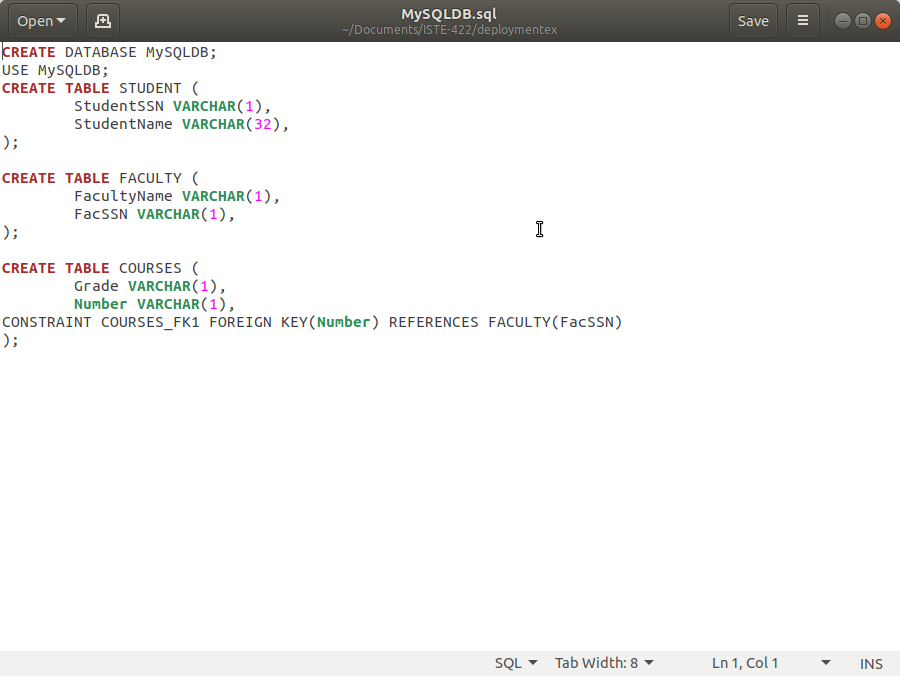 Open
MySQLDB.sql
~/Documents/ISTE-422/deploymentex
Save
CREATE DATABASE MySQLDB;
USE MySQLDB;
CREATE TABLE STUDENT (
        StudentSSN VARCHAR(1),
        StudentName VARCHAR(32),
);

CREATE TABLE FACULTY (
        FacultyName VARCHAR(1),
        FacSSN VARCHAR(1),
);

CREATE TABLE COURSES (
        Grade VARCHAR(1),
        Number VARCHAR(1),
CONSTRAINT COURSES_FK1 FOREIGN KEY(Number) REFERENCES FACULTY(FacSSN)
);
SQL Tab Width: 8 Ln 1, Col 1 INS